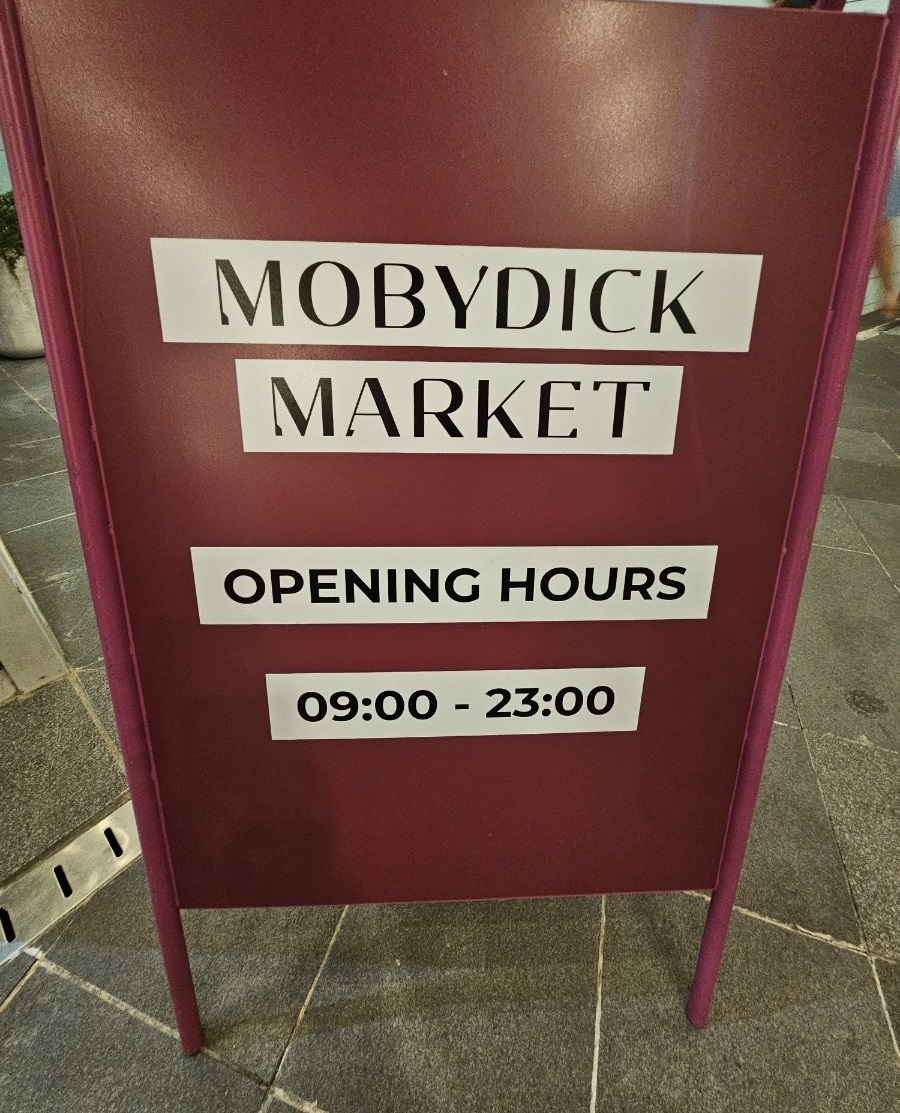 MOBYDICK
MARKET
OPENING HOURS
09:00 - 23:00